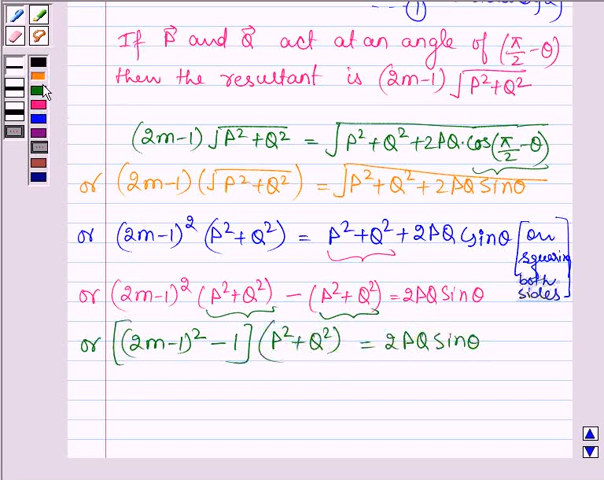 --- ①
If P⃗ and Q⃗ act at an angle of (π/2 - θ)
then the resultant is (2m-1) √P²+Q²
(2m-1) √P²+Q² = √P²+Q²+2PQ.cos(π/2 - θ)
or (2m-1) (√P²+Q²) = √P²+Q²+2PQ sinθ
or (2m-1)² (P²+Q²) = P²+Q²+2PQ sinθ [on squaring both sides]
or (2m-1)² (P²+Q²) - (P²+Q²) = 2PQ sinθ
or [(2m-1)² - 1] (P²+Q²) = 2PQ sinθ